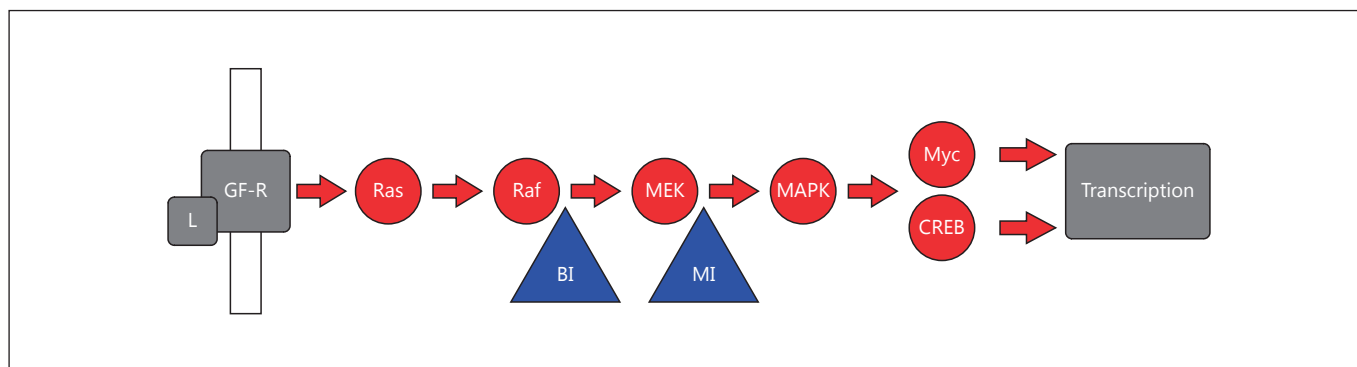 L
GF-R
Ras
Raf
MEK
MAPK
Myc
CREB
Transcription
BI
MI